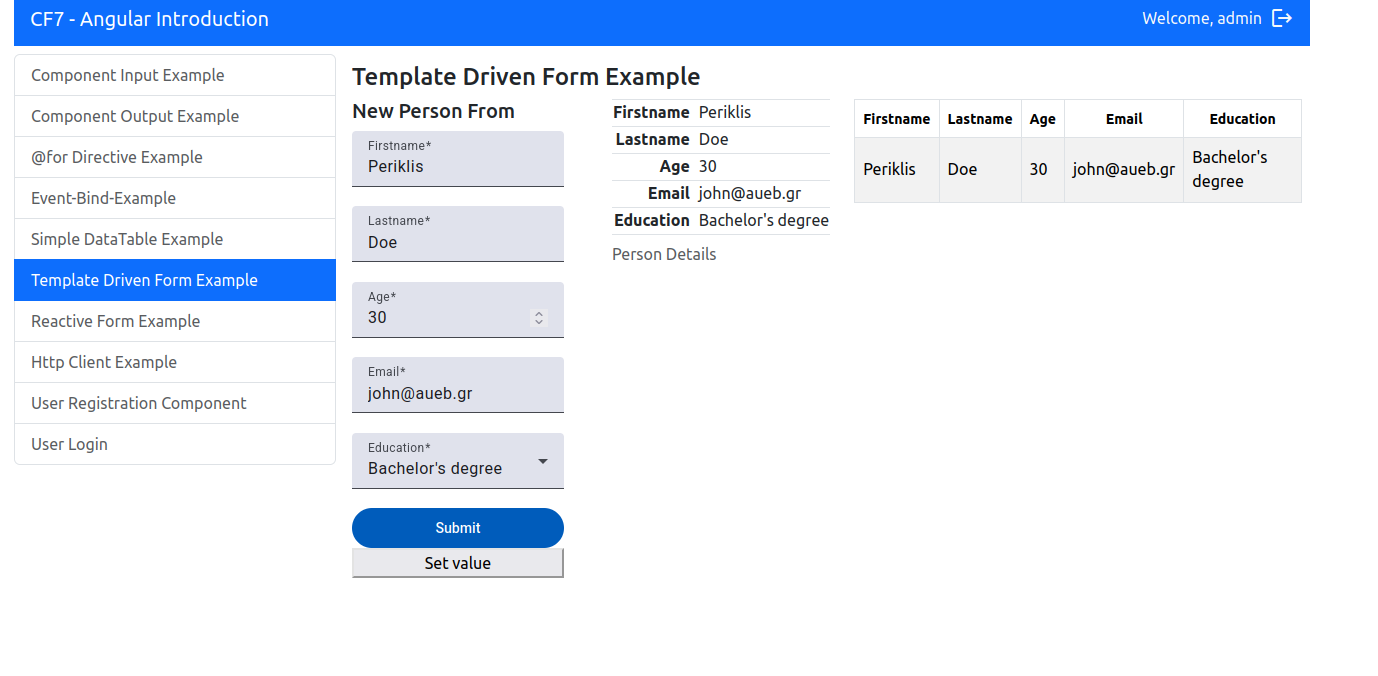 CF7 - Angular Introduction
Welcome, admin
Component Input Example
Component Output Example
@for Directive Example
Event-Bind-Example
Simple DataTable Example
Template Driven Form Example
Reactive Form Example
Http Client Example
User Registration Component
User Login
Template Driven Form Example
New Person From
Firstname*
Periklis
Lastname*
Doe
Age*
30
Email*
john@aueb.gr
Education*
Bachelor's degree
Submit
Set value
Firstname Periklis
Lastname Doe
Age 30
Email john@aueb.gr
Education Bachelor's degree
Person Details
Firstname Lastname Age Email Education
Periklis Doe 30 john@aueb.gr Bachelor's
degree